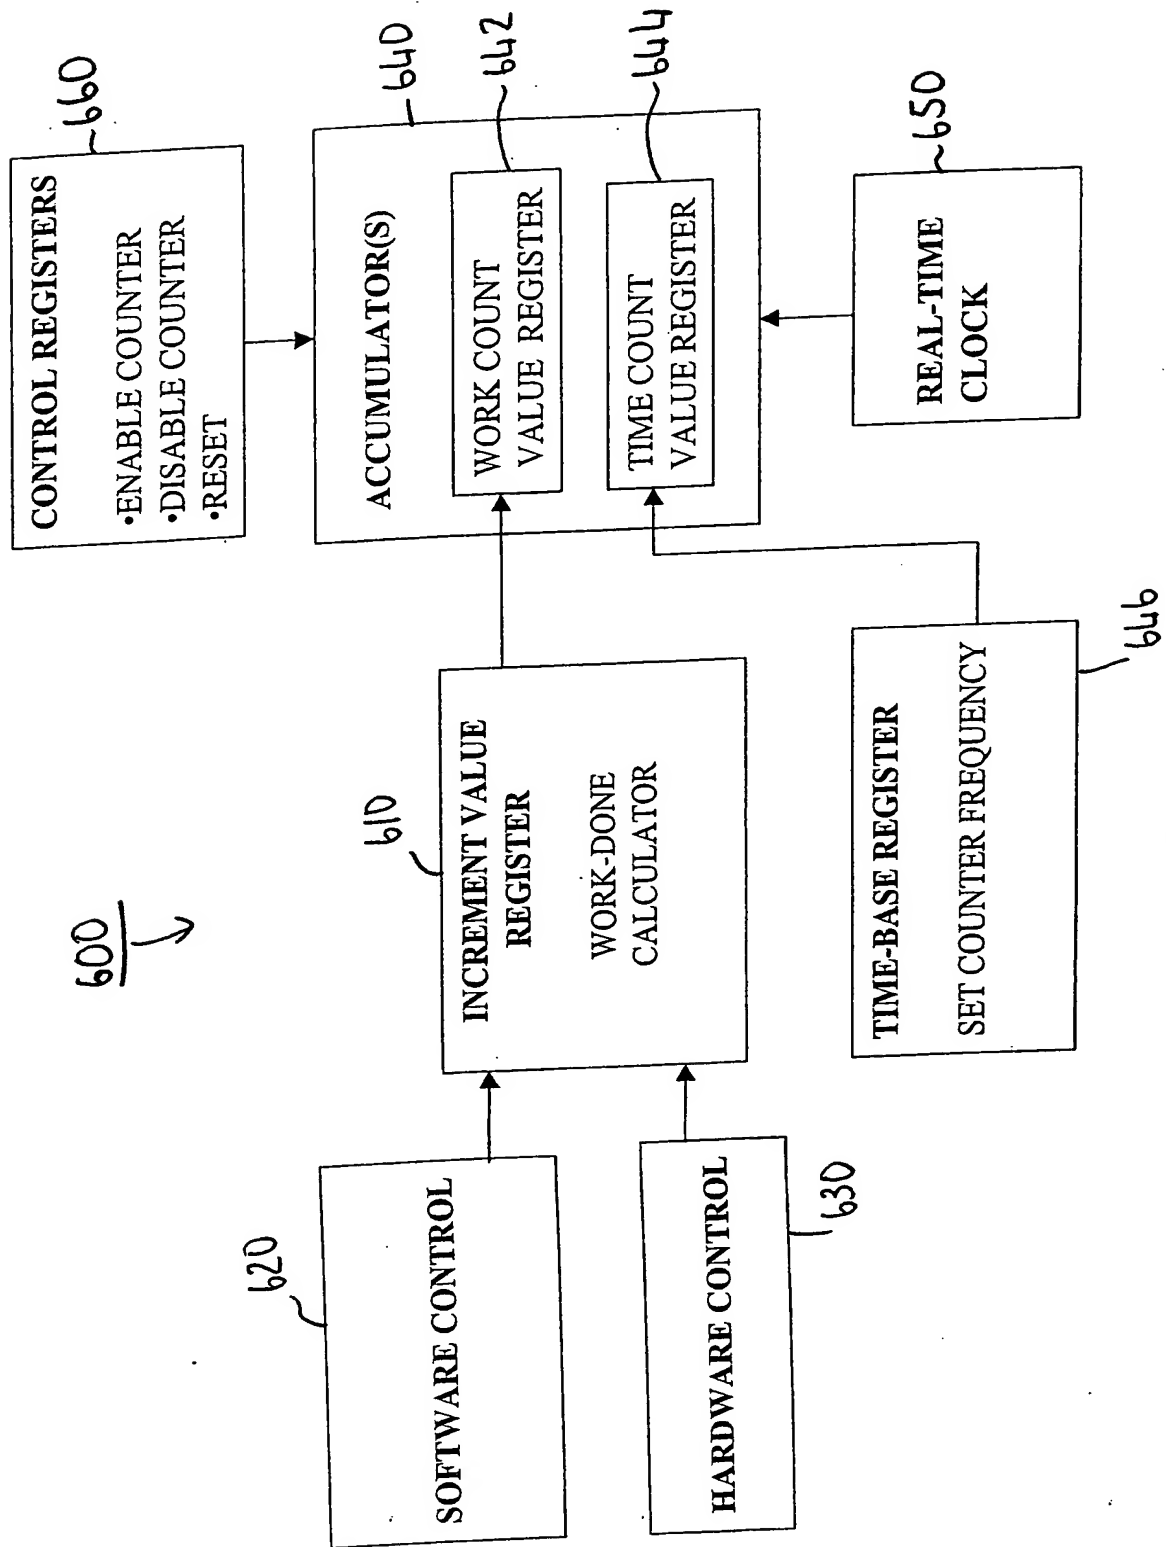 600
SOFTWARE CONTROL
620
HARDWARE CONTROL
630
INCREMENT VALUE
REGISTER
WORK-DONE
CALCULATOR
610
TIME-BASE REGISTER
SET COUNTER FREQUENCY
646
CONTROL REGISTERS
•ENABLE COUNTER
•DISABLE COUNTER
•RESET
660
ACCUMULATOR(S)
640
WORK COUNT
VALUE REGISTER
642
TIME COUNT
VALUE REGISTER
644
REAL-TIME
CLOCK
650